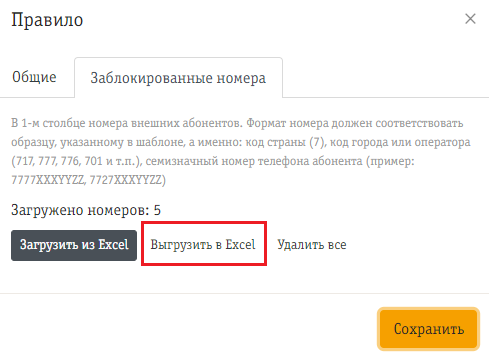 Правило
Общие
Заблокированные номера
В 1-м столбце номера внешних абонентов. Формат номера должен соответствовать
образцу, указанному в шаблоне, а именно: код страны (7), код города или оператора
(717, 777, 776, 701 и т.п.), семизначный номер телефона абонента (пример:
7777XXXYYZZ, 7727XXXYYZZ)
Загружено номеров: 5
Загрузить из Excel
Выгрузить в Excel
Удалить все
Сохранить